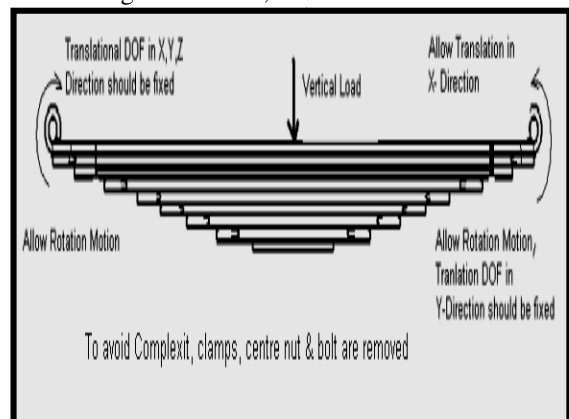 Translational DOF in X,Y,Z
Direction should be fixed
Vertical Load
Allow Translation in
X- Direction
Allow Rotation Motion
Allow Rotation Motion,
Tranlation DOF in
Y-Direction should be fixed
To avoid Complexit, clamps, centre nut & bolt are removed